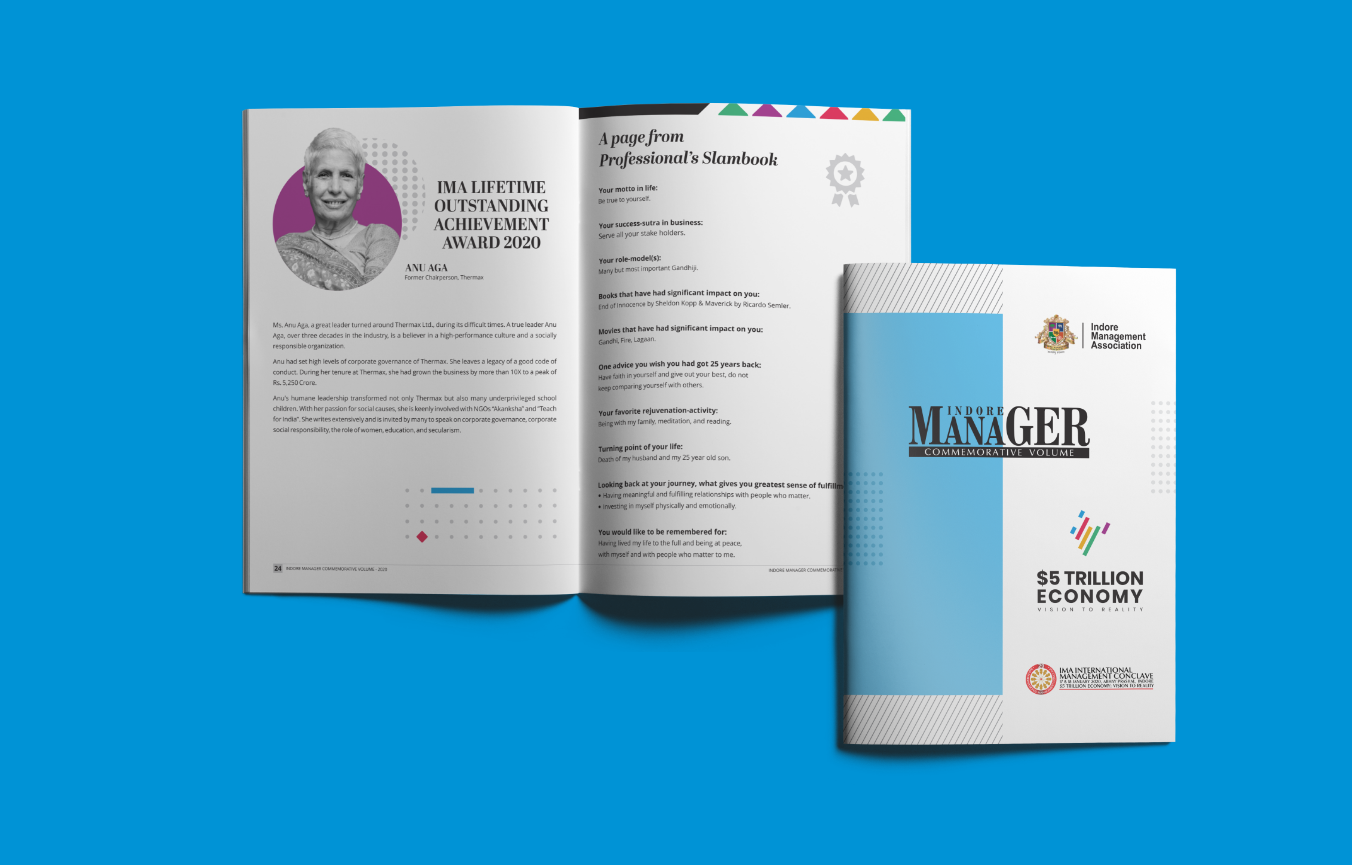 IMA LIFETIME
OUTSTANDING
ACHIEVEMENT
AWARD 2020
ANU AGA
Former Chairperson, Thermax
Ms. Anu Aga, a great leader turned around Thermax Ltd., during its difficult times. A true leader Anu
Aga, over three decades in the industry, is a believer in a high-performance culture and a socially
responsible organization.
Anu had set high levels of corporate governance of Thermax. She leaves a legacy of a good code of
conduct. During her tenure at Thermax, she had grown the business by more than 10X to a peak of
Rs. 5,250 Crore.
Anu's humane leadership transformed not only Thermax but also many underprivileged school
children. With her passion for social causes, she is keenly involved with NGOs "Akanksha" and "Teach
for India". She writes extensively and is invited by many to speak on corporate governance, corporate
social responsibility, the role of women, education, and secularism.
24 INDORE MANAGER COMMEMORATIVE VOLUME - 2020
A page from
Professional's Slambook
Your motto in life:
Be true to yourself.
Your success-sutra in business:
Serve all your stake holders.
Your role-model(s):
Many but most important Gandhiji.
Books that have had significant impact on you:
End of Innocence by Sheldon Kopp & Maverick by Ricardo Semler.
Movies that have had significant impact on you:
Gandhi, Fire, Lagaan.
One advice you wish you had got 25 years back:
Have faith in yourself and give out your best, do not
keep comparing yourself with others.
Your favorite rejuvenation-activity:
Being with my family, meditation, and reading.
Turning point of your life:
Death of my husband and my 25 year old son.
Looking back at your journey, what gives you greatest sense of fulfillm
• Having meaningful and fulfilling relationships with people who matter.
• Investing in myself physically and emotionally.
You would like to be remembered for:
Having lived my life to the full and being at peace,
with myself and with people who matter to me.
INDORE MANAGER COMMEMORAT
Indore
Management
Association
INDORE
MANAGER
COMMEMORATIVE VOLUME
$5 TRILLION
ECONOMY
VISION TO REALITY
IMA INTERNATIONAL
MANAGEMENT CONCLAVE
$5 TRILLION ECONOMY: VISION TO REALITY